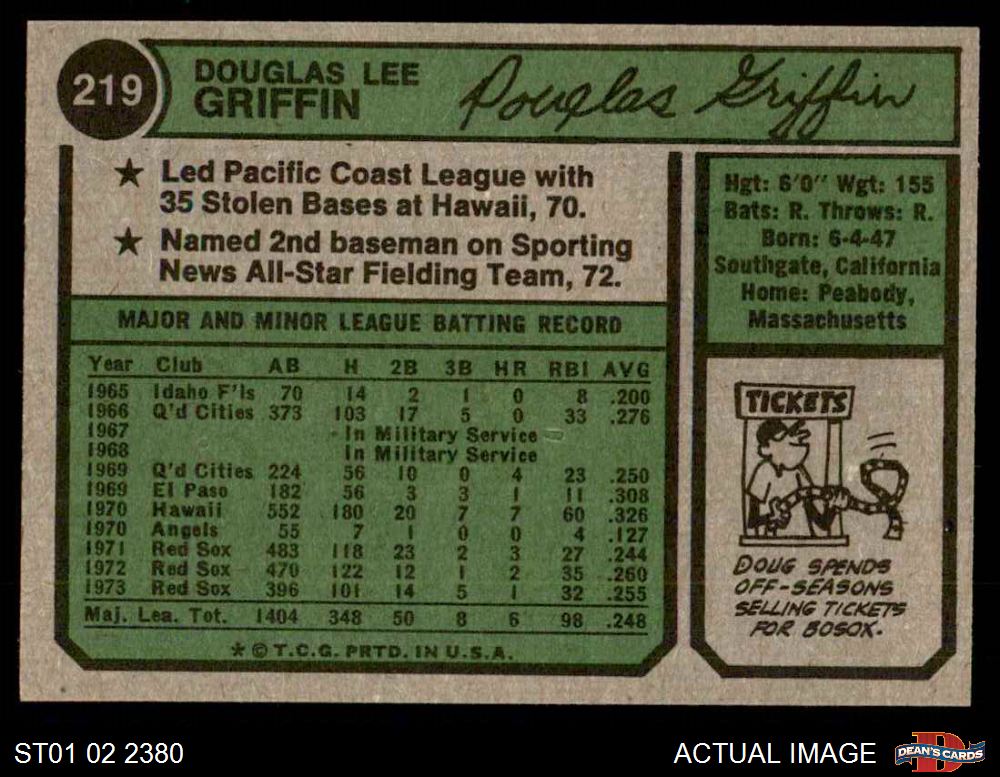 219
DOUGLAS LEE
GRIFFIN
Douglas Griffin
★ Led Pacific Coast League with
35 Stolen Bases at Hawaii, 70.
★ Named 2nd baseman on Sporting
News All-Star Fielding Team, 72.
MAJOR AND MINOR LEAGUE BATTING RECORD
Year Club AB H 2B 3B HR RBI AVG
1965 Idaho F'ls 70 14 2 1 0 8 .200
1966 Q'd Cities 373 103 17 5 0 33 .276
1967 - In Military Service -
1968 In Military Service
1969 Q'd Cities 224 56 10 0 4 23 .250
1969 El Paso 182 56 3 3 1 11 .308
1970 Hawaii 552 180 20 7 7 60 .326
1970 Angels 55 7 1 0 0 4 .127
1971 Red Sox 483 118 23 2 3 27 .244
1972 Red Sox 470 122 12 1 2 35 .260
1973 Red Sox 396 101 14 5 1 32 .255
Maj. Lea. Tot. 1404 348 50 8 6 98 .248
★ © T.C.G. PRTD. IN U.S.A.
Hgt: 6'0" Wgt: 155
Bats: R. Throws: R.
Born: 6-4-47
Southgate, California
Home: Peabody,
Massachusetts
TICKETS
DOUG SPENDS
OFF-SEASONS
SELLING TICKETS
FOR BOSOX.
ST01 02 2380
ACTUAL IMAGE
D
DEAN'S CARDS